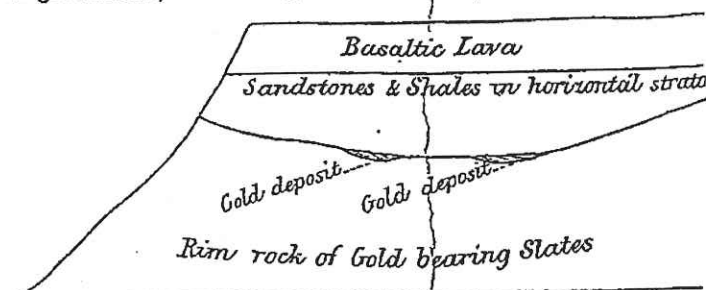 Basaltic Lava
Sandstones & Shales in horizontal strata
Gold deposit
Gold deposit
Rim rock of Gold bearing Slates